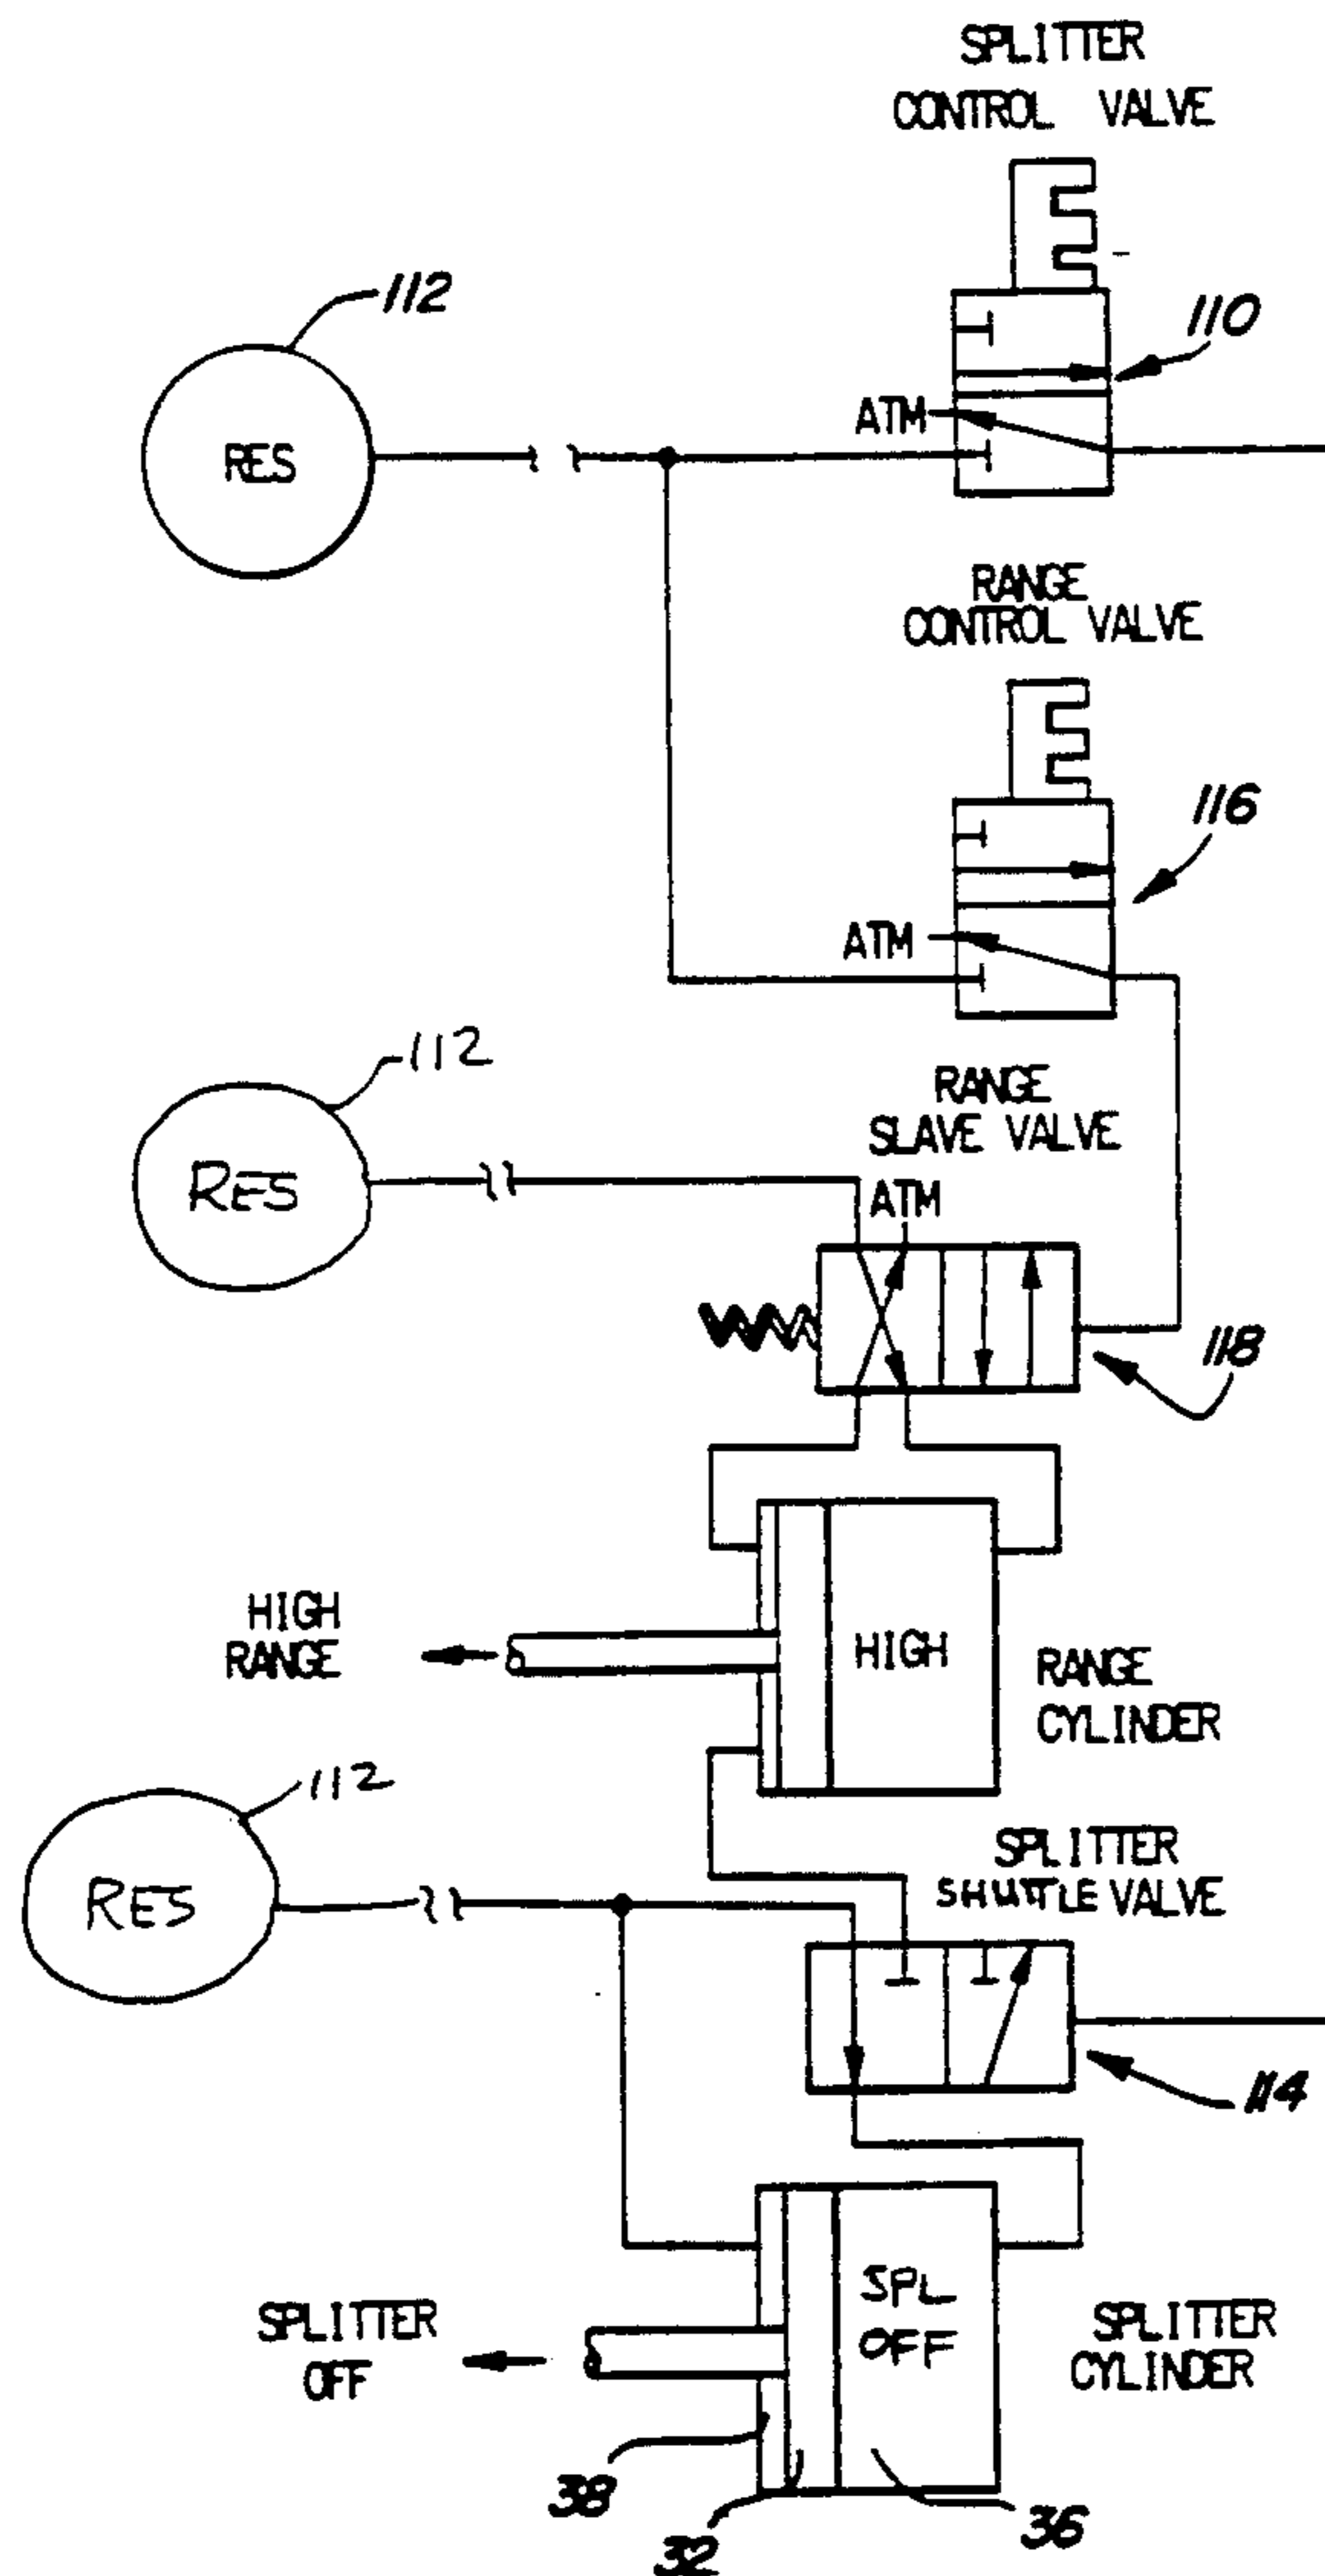 SPLITTER
CONTROL VALVE
112
110
RES
ATM
RANGE
CONTROL VALVE
116
ATM
112
RANGE
SLAVE VALVE
RES
ATM
118
HIGH
RANGE
HIGH
RANGE
CYLINDER
112
SPLITTER
SHUTTLE VALVE
RES
114
SPL
OFF
SPLITTER
OFF
SPLITTER
CYLINDER
38
32
36